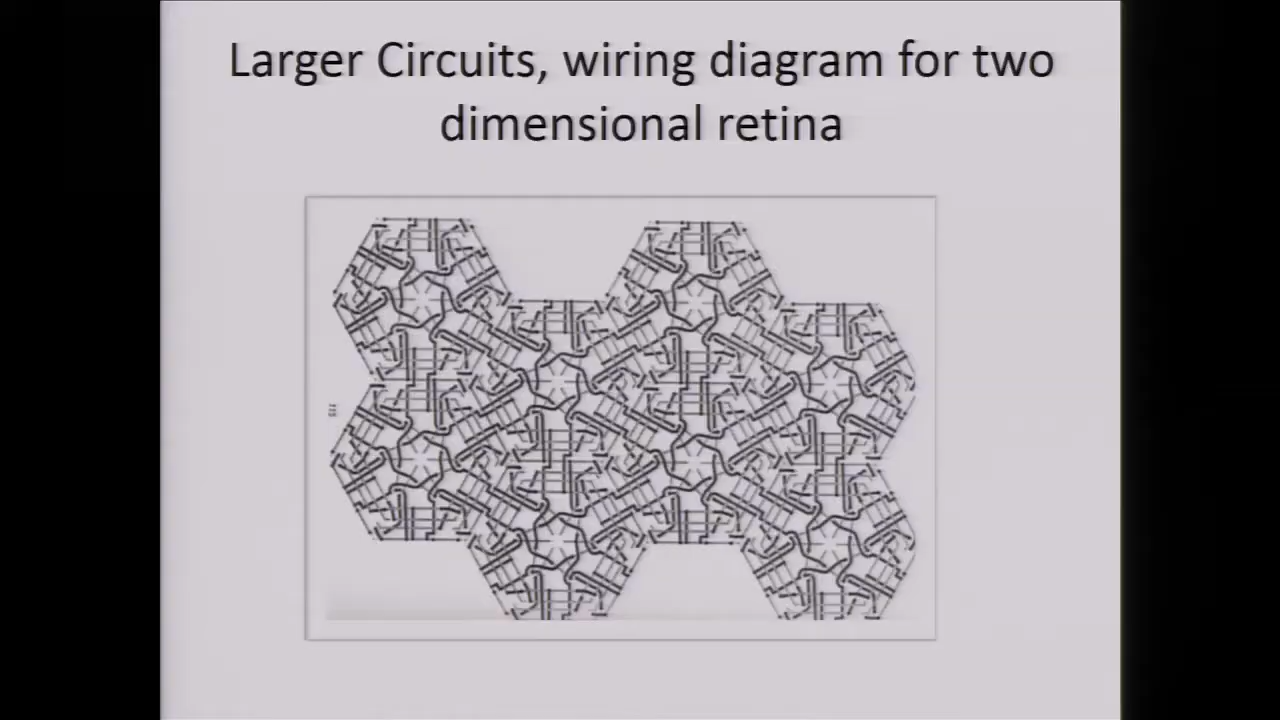 Larger Circuits, wiring diagram for two
dimensional retina